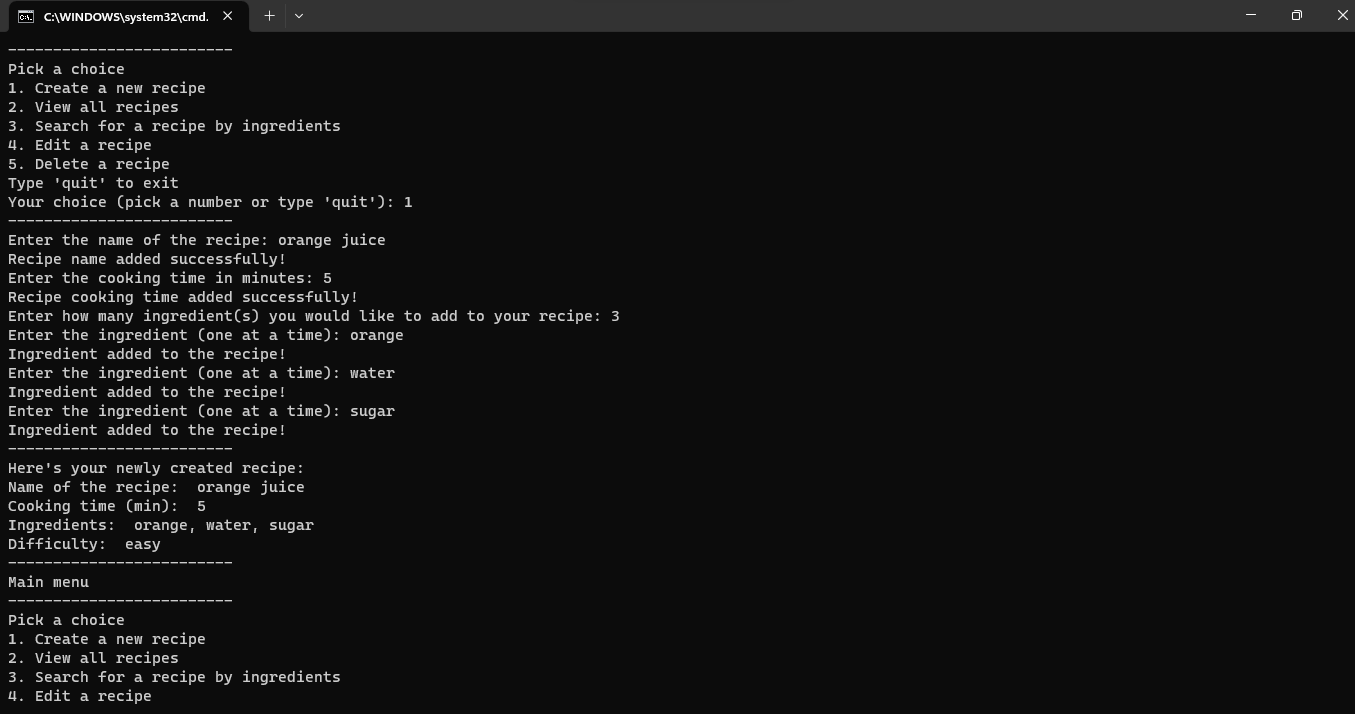 C:\WINDOWS\system32\cmd.
-------------------------
Pick a choice
1. Create a new recipe
2. View all recipes
3. Search for a recipe by ingredients
4. Edit a recipe
5. Delete a recipe
Type 'quit' to exit
Your choice (pick a number or type 'quit'): 1
-------------------------
Enter the name of the recipe: orange juice
Recipe name added successfully!
Enter the cooking time in minutes: 5
Recipe cooking time added successfully!
Enter how many ingredient(s) you would like to add to your recipe: 3
Enter the ingredient (one at a time): orange
Ingredient added to the recipe!
Enter the ingredient (one at a time): water
Ingredient added to the recipe!
Enter the ingredient (one at a time): sugar
Ingredient added to the recipe!
-------------------------
Here's your newly created recipe:
Name of the recipe:  orange juice
Cooking time (min):  5
Ingredients:  orange, water, sugar
Difficulty:  easy
-------------------------
Main menu
-------------------------
Pick a choice
1. Create a new recipe
2. View all recipes
3. Search for a recipe by ingredients
4. Edit a recipe